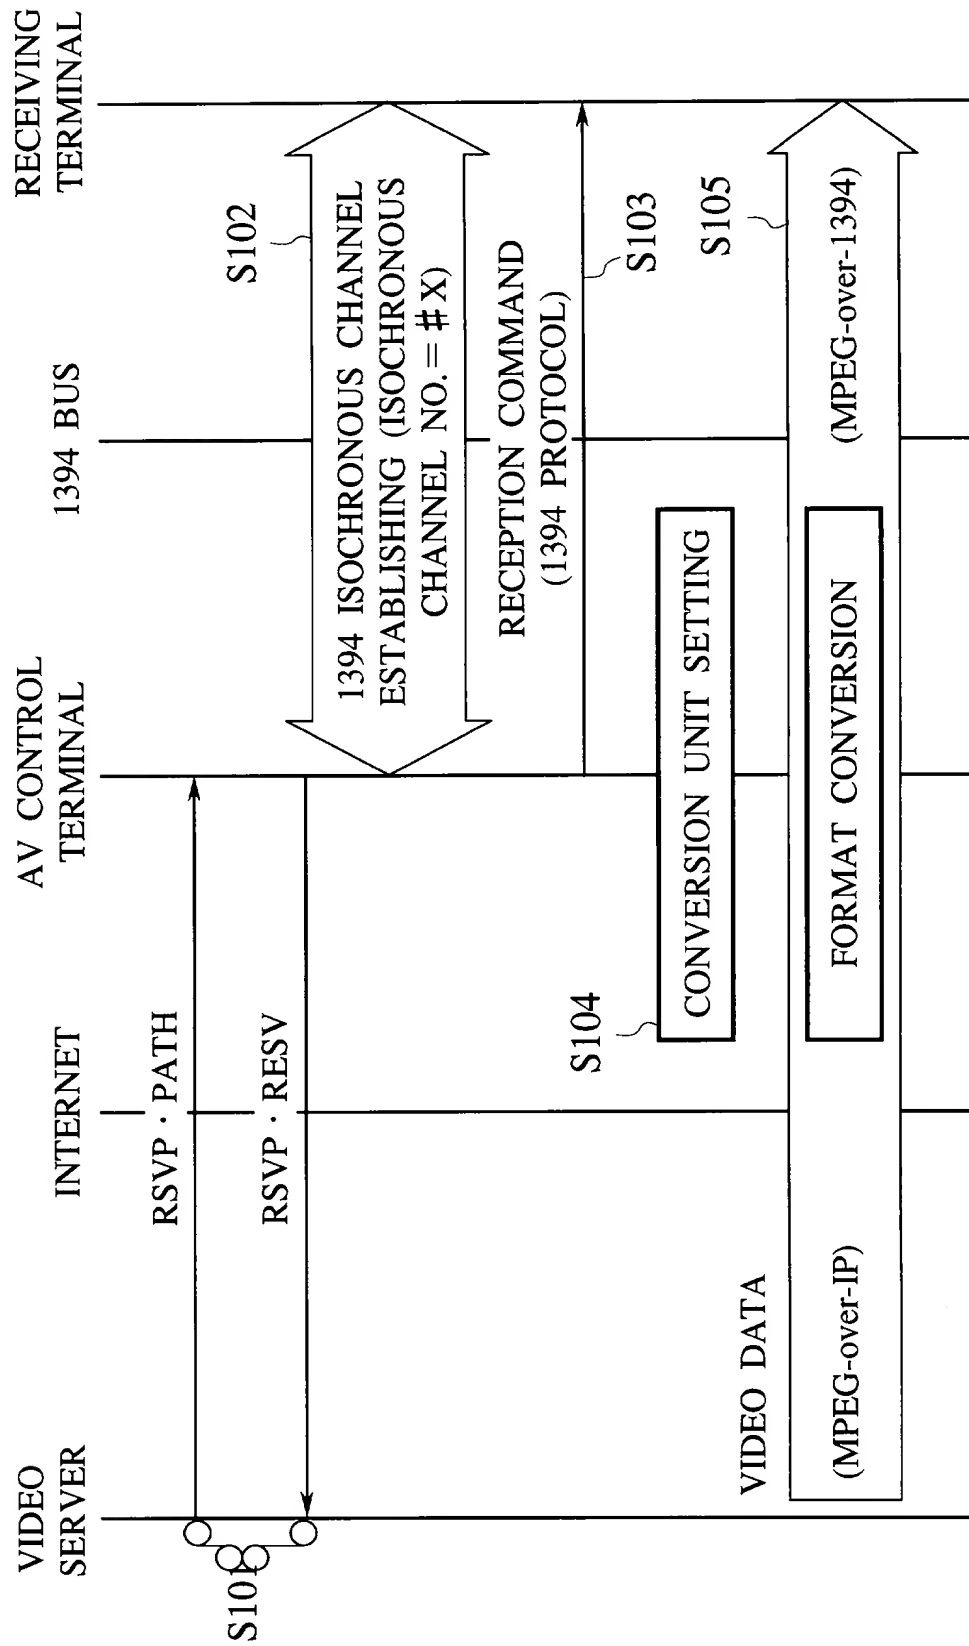 VIDEO
SERVER
INTERNET
AV CONTROL
TERMINAL
1394 BUS
RECEIVING
TERMINAL
S101
RSVP · PATH
RSVP · RESV
S102
1394 ISOCHRONOUS CHANNEL
ESTABLISHING (ISOCHRONOUS
CHANNEL NO. = #X)
RECEPTION COMMAND
(1394 PROTOCOL)
S103
S104
CONVERSION UNIT SETTING
S105
VIDEO DATA
(MPEG-over-IP)
FORMAT CONVERSION
(MPEG-over-1394)